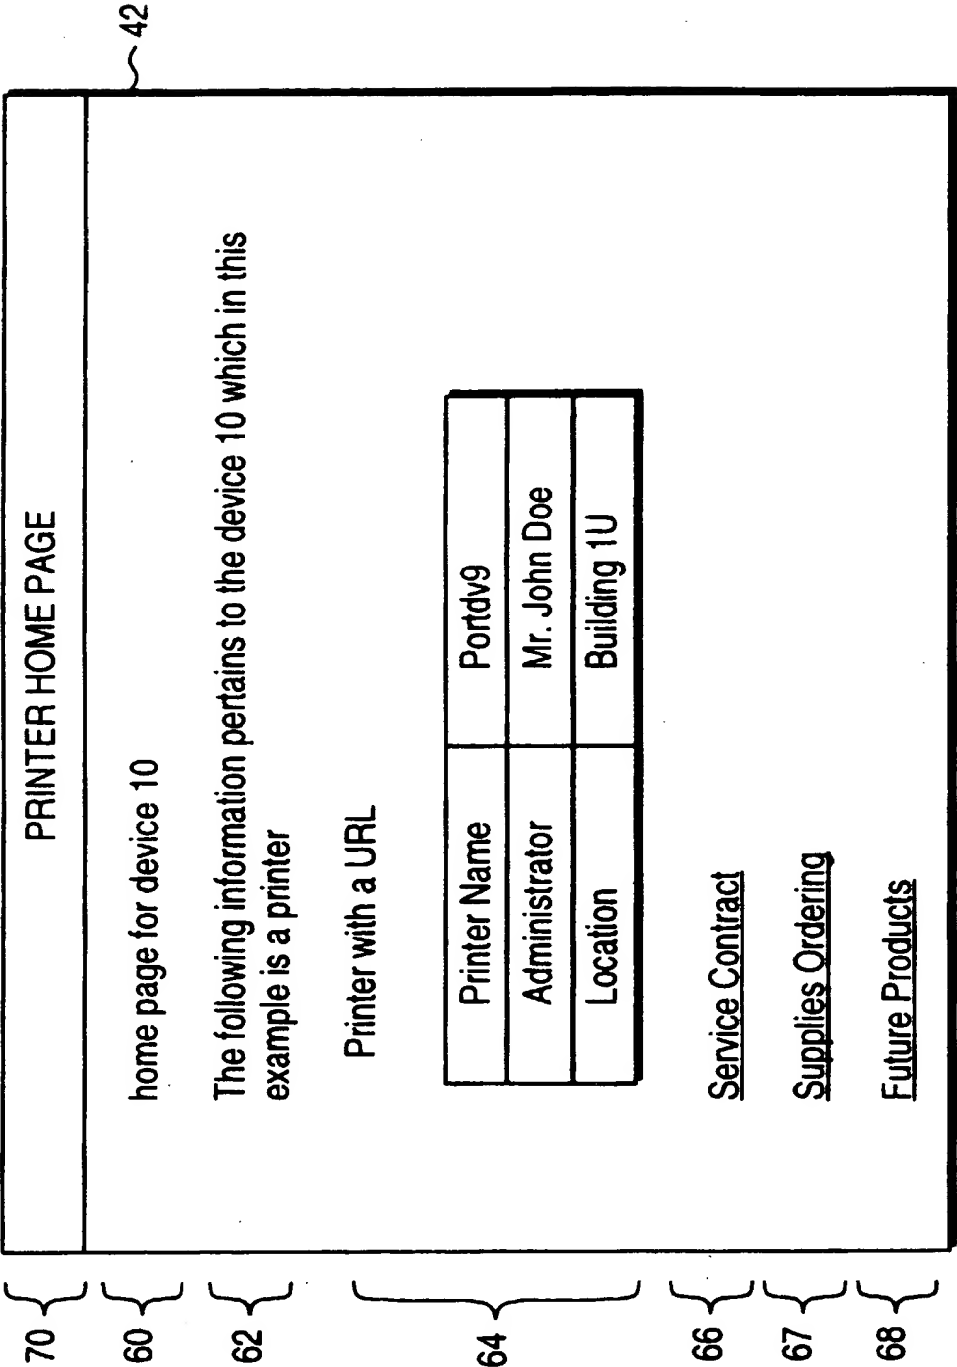 42
70 PRINTER HOME PAGE
60 home page for device 10
62 The following information pertains to the device 10 which in this
example is a printer
64 Printer with a URL
Printer Name Portdv9
Administrator Mr. John Doe
Location Building 1U
66 Service Contract
67 Supplies Ordering
68 Future Products